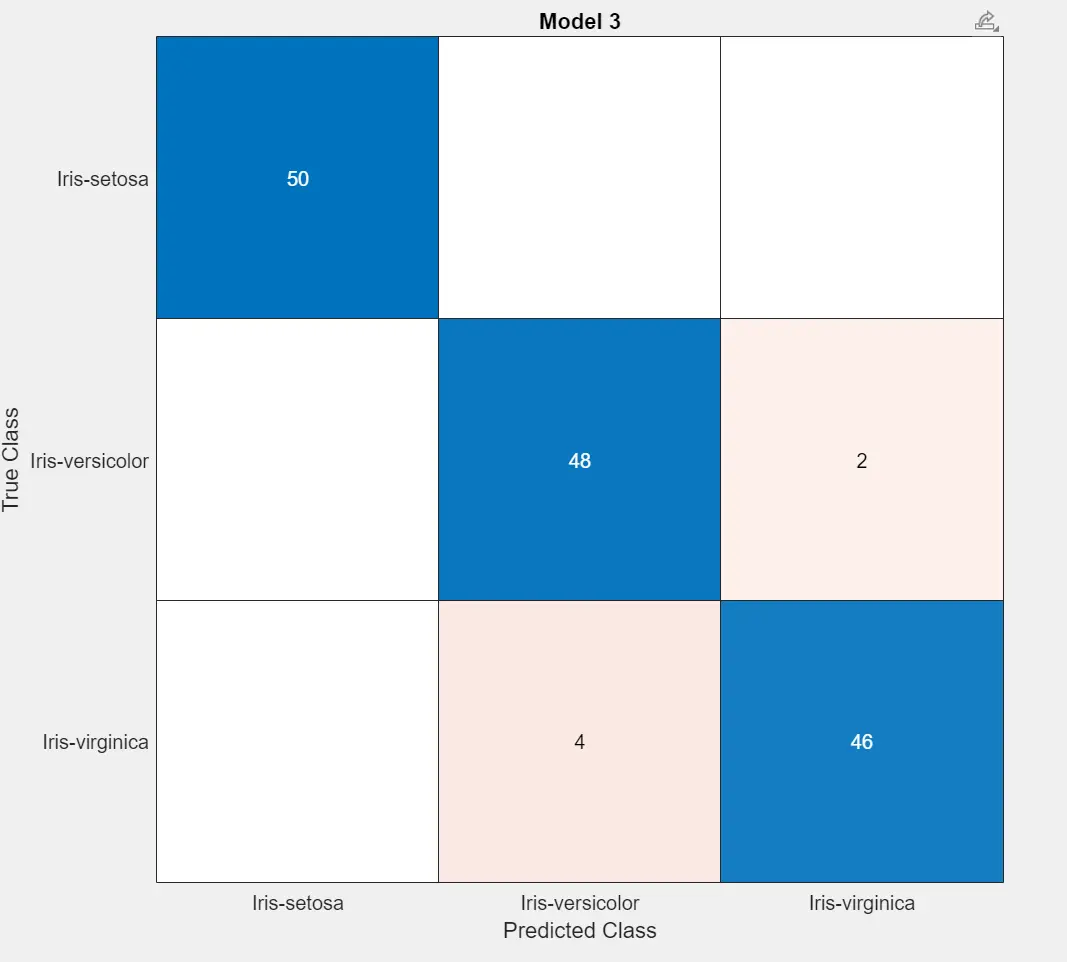 Model 3
True Class
Iris-setosa
50
Iris-versicolor
48
2
Iris-virginica
4
46
Iris-setosa
Iris-versicolor
Iris-virginica
Predicted Class